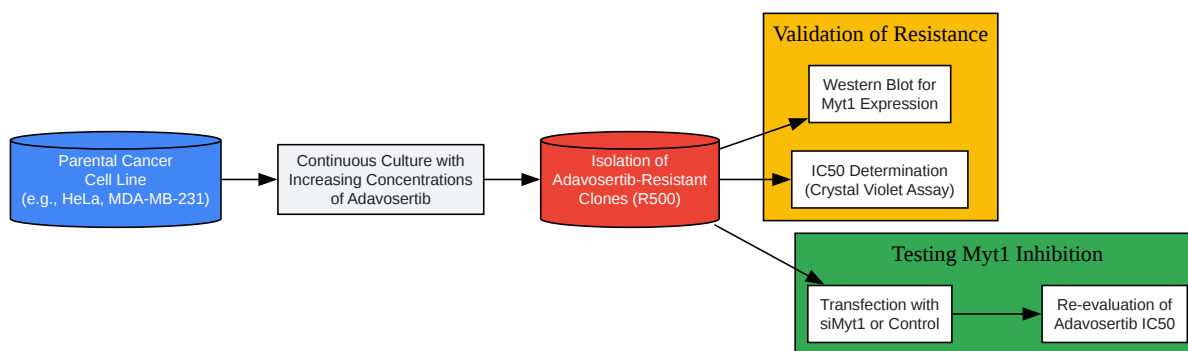 Parental Cancer
Cell Line
(e.g., HeLa, MDA-MB-231)
Continuous Culture with
Increasing Concentrations
of Adavosertib
Isolation of
Adavosertib-Resistant
Clones (R500)
Validation of Resistance
Western Blot for
Myt1 Expression
IC50 Determination
(Crystal Violet Assay)
Testing Myt1 Inhibition
Transfection with
siMyt1 or Control
Re-evaluation of
Adavosertib IC50